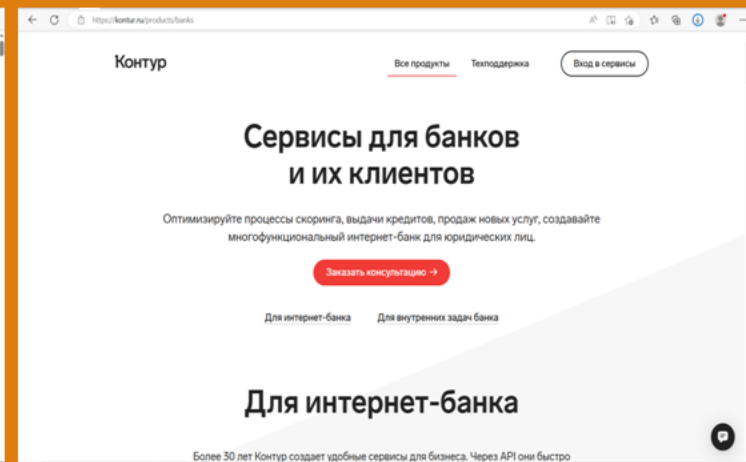 https://kontur.ru/products/banks
Контур
Все продукты Техподдержка Вход в сервисы
Сервисы для банков
и их клиентов
Оптимизируйте процессы скоринга, выдачи кредитов, продаж новых услуг, создавайте
многофункциональный интернет-банк для юридических лиц.
Заказать консультацию →
Для интернет-банка Для внутренних задач банка
Для интернет-банка
Более 30 лет Контур создает удобные сервисы для бизнеса. Через API они быстро